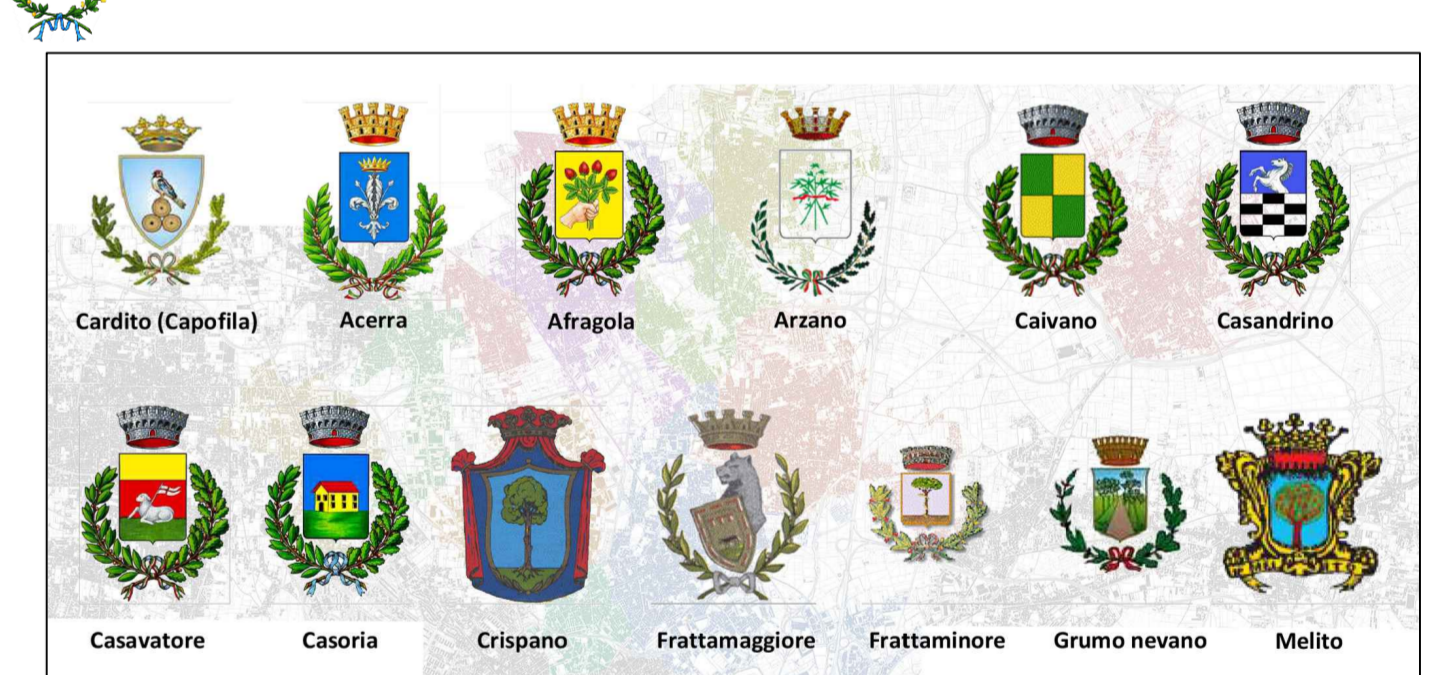 Cardito (Capofila) Acerra Afragola Arzano Caivano Casandrino
Casavatore Casoria Crispano Frattamaggiore Frattaminore Grumo nevano Melito